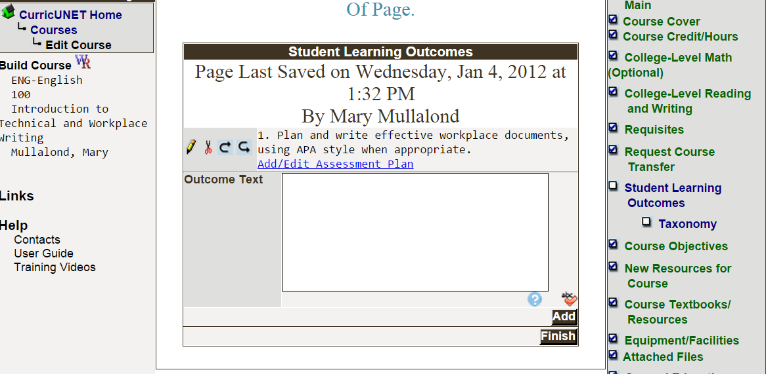 CurricUNET Home
Courses
Edit Course
Build Course
ENG-English
100
Introduction to
Technical and Workplace
Writing
Mullalond, Mary
Links
Help
Contacts
User Guide
Training Videos
Of Page.
Student Learning Outcomes
Page Last Saved on Wednesday, Jan 4, 2012 at
1:32 PM
By Mary Mullalond
1. Plan and write effective workplace documents,
using APA style when appropriate.
Add/Edit Assessment Plan
Outcome Text
?
abc
Add
Finish
Main
Course Cover
Course Credit/Hours
College-Level Math
(Optional)
College-Level Reading
and Writing
Requisites
Request Course
Transfer
Student Learning
Outcomes
Taxonomy
Course Objectives
New Resources for
Course
Course Textbooks/
Resources
Equipment/Facilities
Attached Files